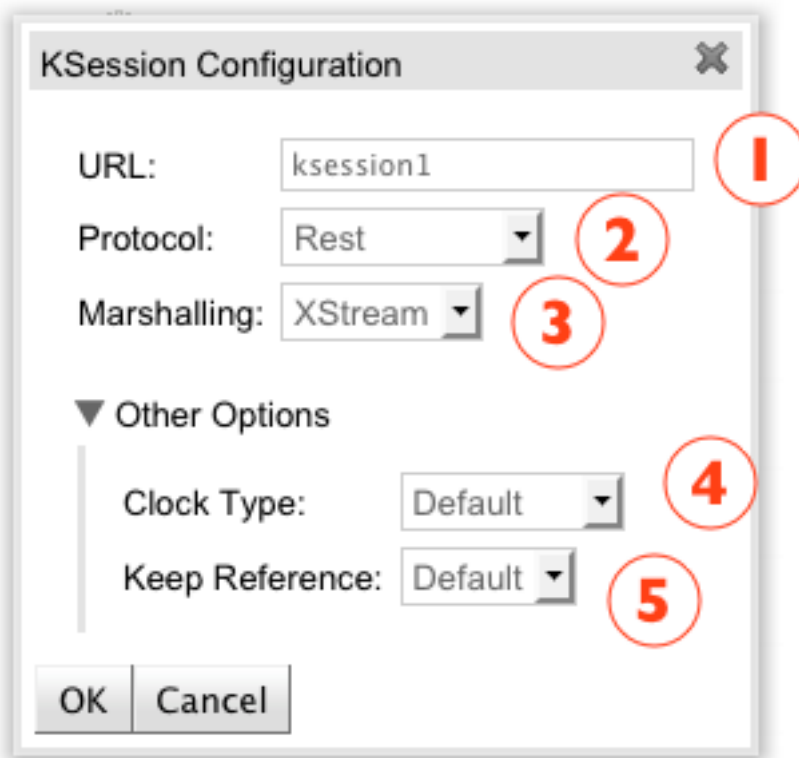 KSession Configuration
URL: ksession1 1
Protocol: Rest 2
Marshalling: XStream 3
Other Options
Clock Type: Default 4
Keep Reference: Default 5
OK Cancel